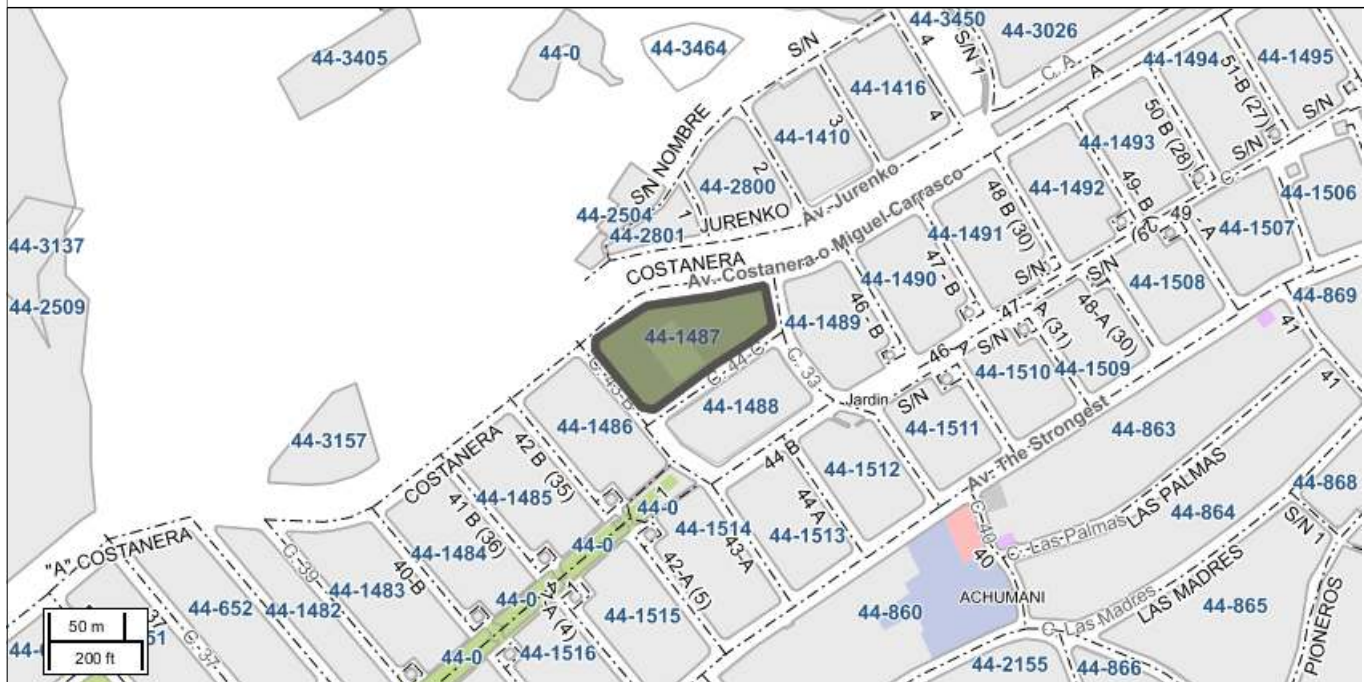 44-3405
44-0
44-3464
S/N
44-3450
4
S/N 1
44-3026
C. A
A
44-1494
51-B (27)
44-1495
S/N
44-1416
4
3
44-1410
S/N NOMBRE
2
44-2800
44-1493
50 B (28)
S/N
44-1492
49- B
44-1506
44-2504
1
JURENKO
Av. Jurenko
44-2801
48 B (30)
49
A
44-1507
44-3137
COSTANERA
Av. Costanera o Miguel Carrasco
44-1491
47 - B
S/N
S/N
44-1508
44-1490
44-2509
44-1487
44-1489
46 - B
47-
A (31)
48-A (30)
44-869
41
C. 45-B
C. 44-C
C. 33
46 - A
S/N
44-1510
44-1509
41
44-1488
Jardin
S/N
44-3157
44-1486
44-1511
Av. The Strongest
44-863
COSTANERA
42 B (35)
44 B
44-1512
44-1485
41 B (36)
44-0
1
44-1514
44 A
44-1513
LAS PALMAS
44-868
44-864
S/N 1
"A" COSTANERA
C. 39
44-1484
44-0
43-A
C. 40
40
C. Las Palmas
40-B
44-1483
42-A (5)
LAS MADRES
44-652
44-1482
44-0
A (4)
44-1515
44-860
ACHUMANI
C. Las Madres
44-865
PIONEROS
50 m
200 ft
37
C. 37
44-0
44-1516
44-2155
44-866